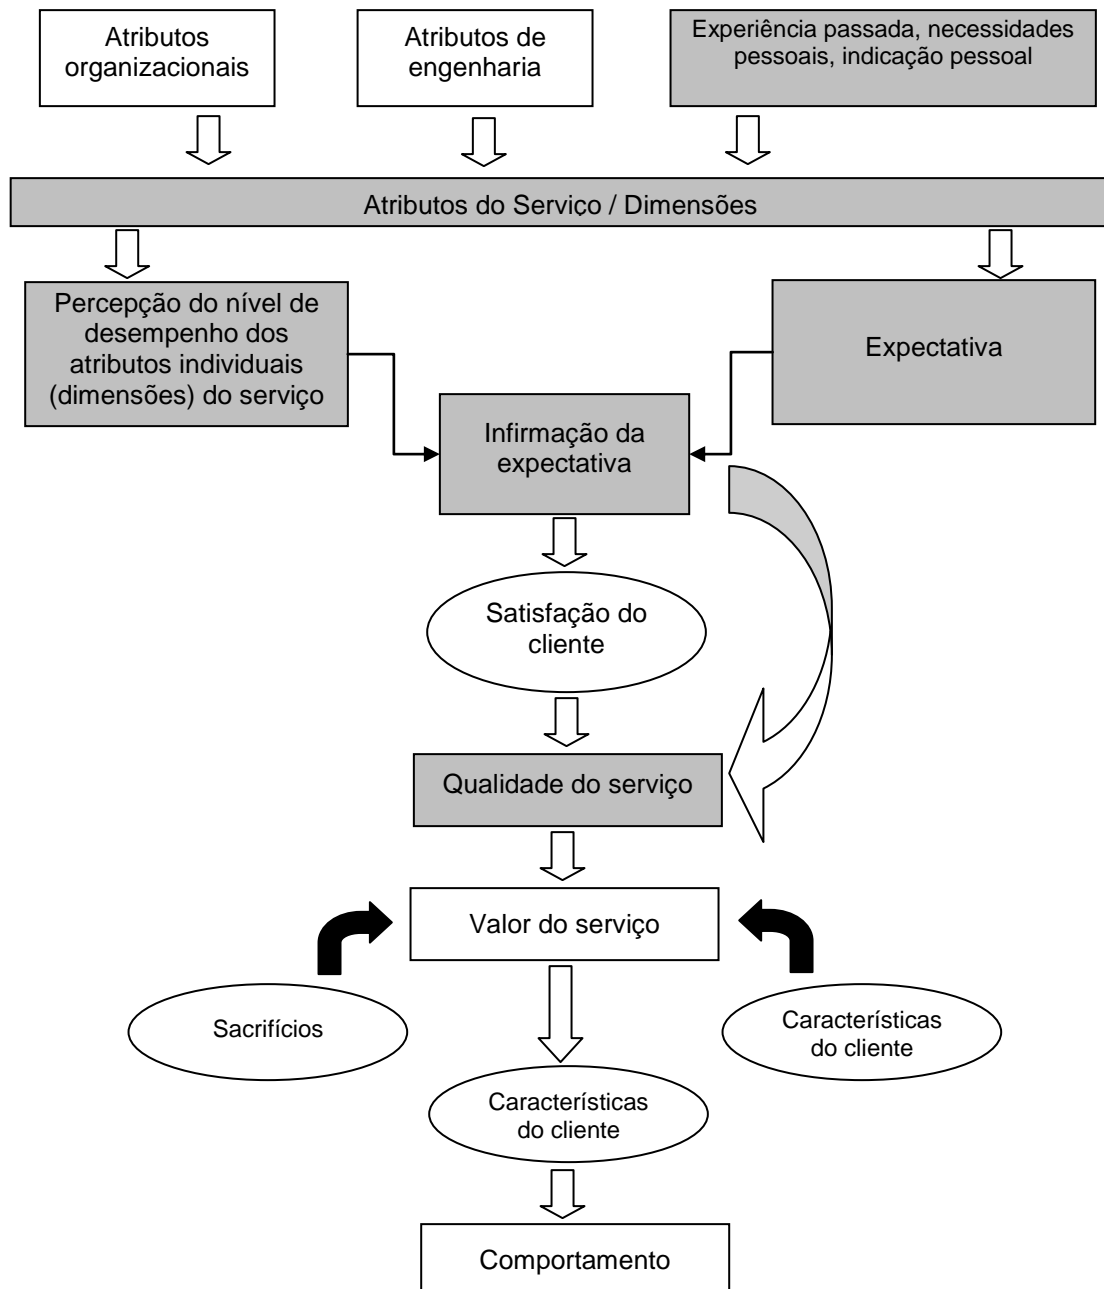 Atributos
organizacionais
Atributos de
engenharia
Experiência passada, necessidades
pessoais, indicação pessoal
Atributos do Serviço / Dimensões
Percepção do nível de
desempenho dos
atributos individuais
(dimensões) do serviço
Expectativa
Infirmação da
expectativa
Satisfação do
cliente
Qualidade do serviço
Valor do serviço
Sacrifícios
Características
do cliente
Características
do cliente
Comportamento